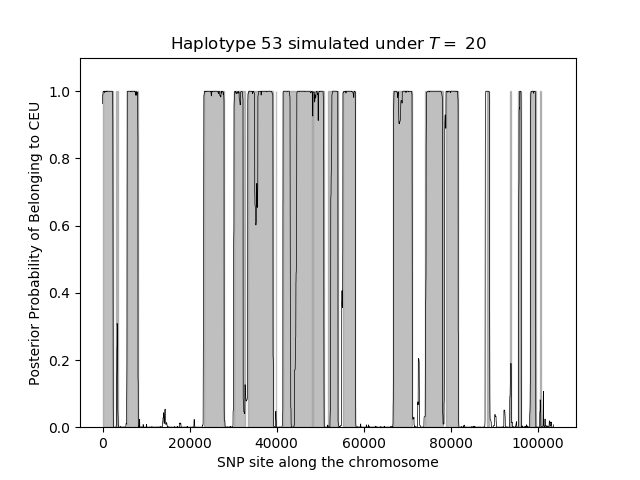 Haplotype 53 simulated under T = 20
Posterior Probability of Belonging to CEU
1.0
0.8
0.6
0.4
0.2
0.0
0 20000 40000 60000 80000 100000
SNP site along the chromosome